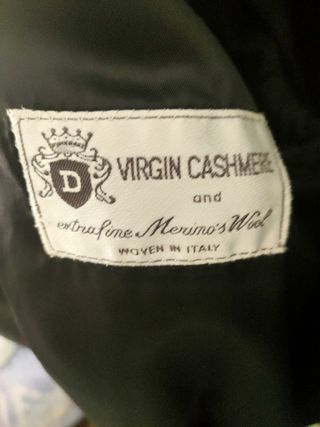 D
VIRGIN CASHMERE
and
extrafine Merino's Wool
WOVEN IN ITALY